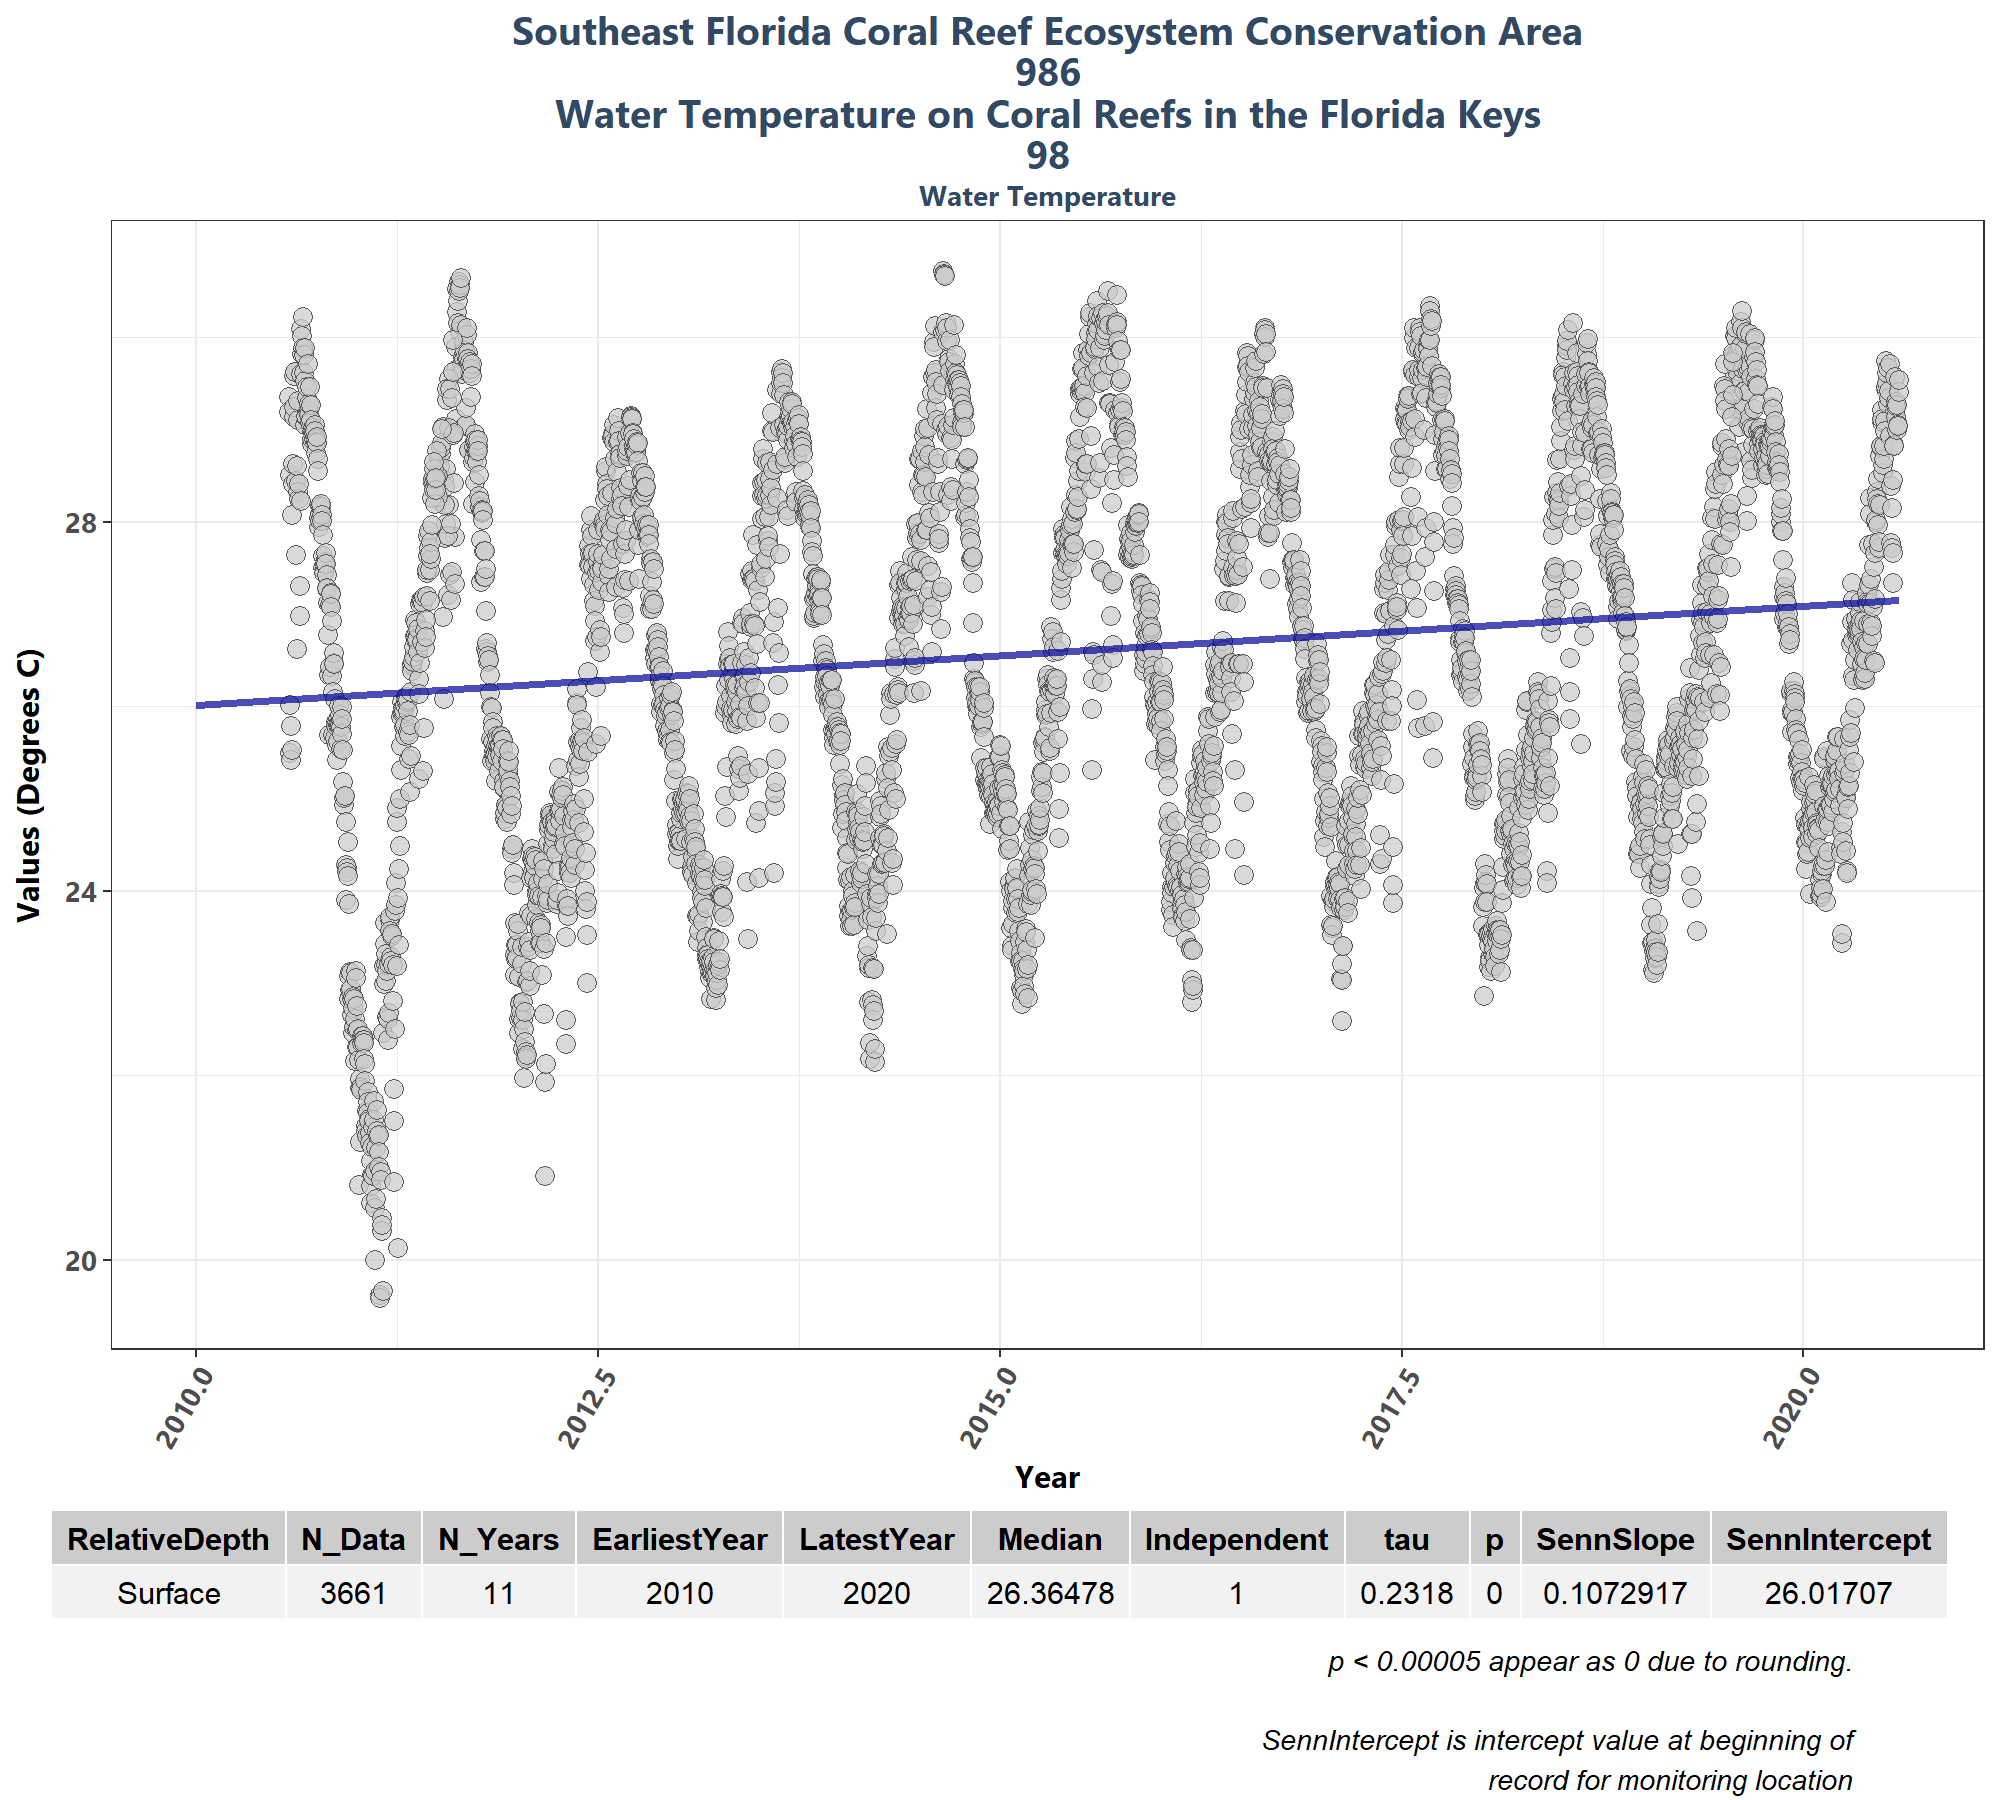 Southeast Florida Coral Reef Ecosystem Conservation Area
986
Water Temperature on Coral Reefs in the Florida Keys
98
Water Temperature
Values (Degrees C)
28
24
20
2010.0
2012.5
2015.0
2017.5
2020.0
Year
RelativeDepth N_Data N_Years EarliestYear LatestYear Median Independent tau p SennSlope SennIntercept
Surface 3661 11 2010 2020 26.36478 1 0.2318 0 0.1072917 26.01707
p < 0.00005 appear as 0 due to rounding.
SennIntercept is intercept value at beginning of
record for monitoring location